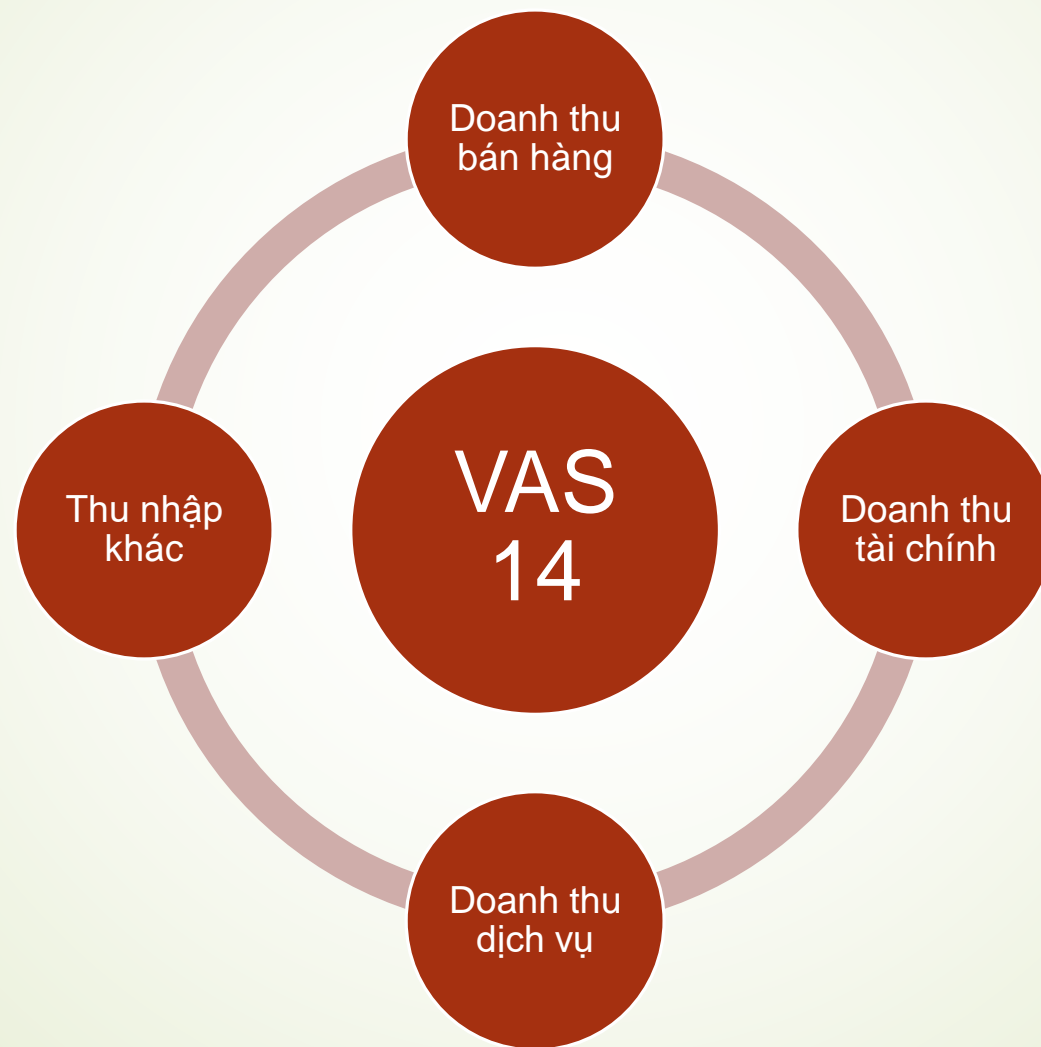 Doanh thu
bán hàng
VAS
14
Thu nhập
khác
Doanh thu
tài chính
Doanh thu
dịch vụ